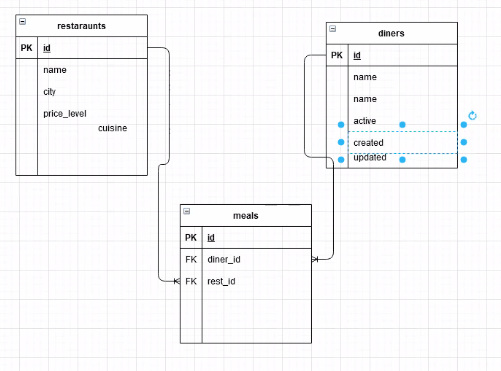 restaraunts
PK id
name
city
price_level
cuisine
diners
PK id
name
name
active
created
updated
meals
PK id
FK diner_id
FK rest_id